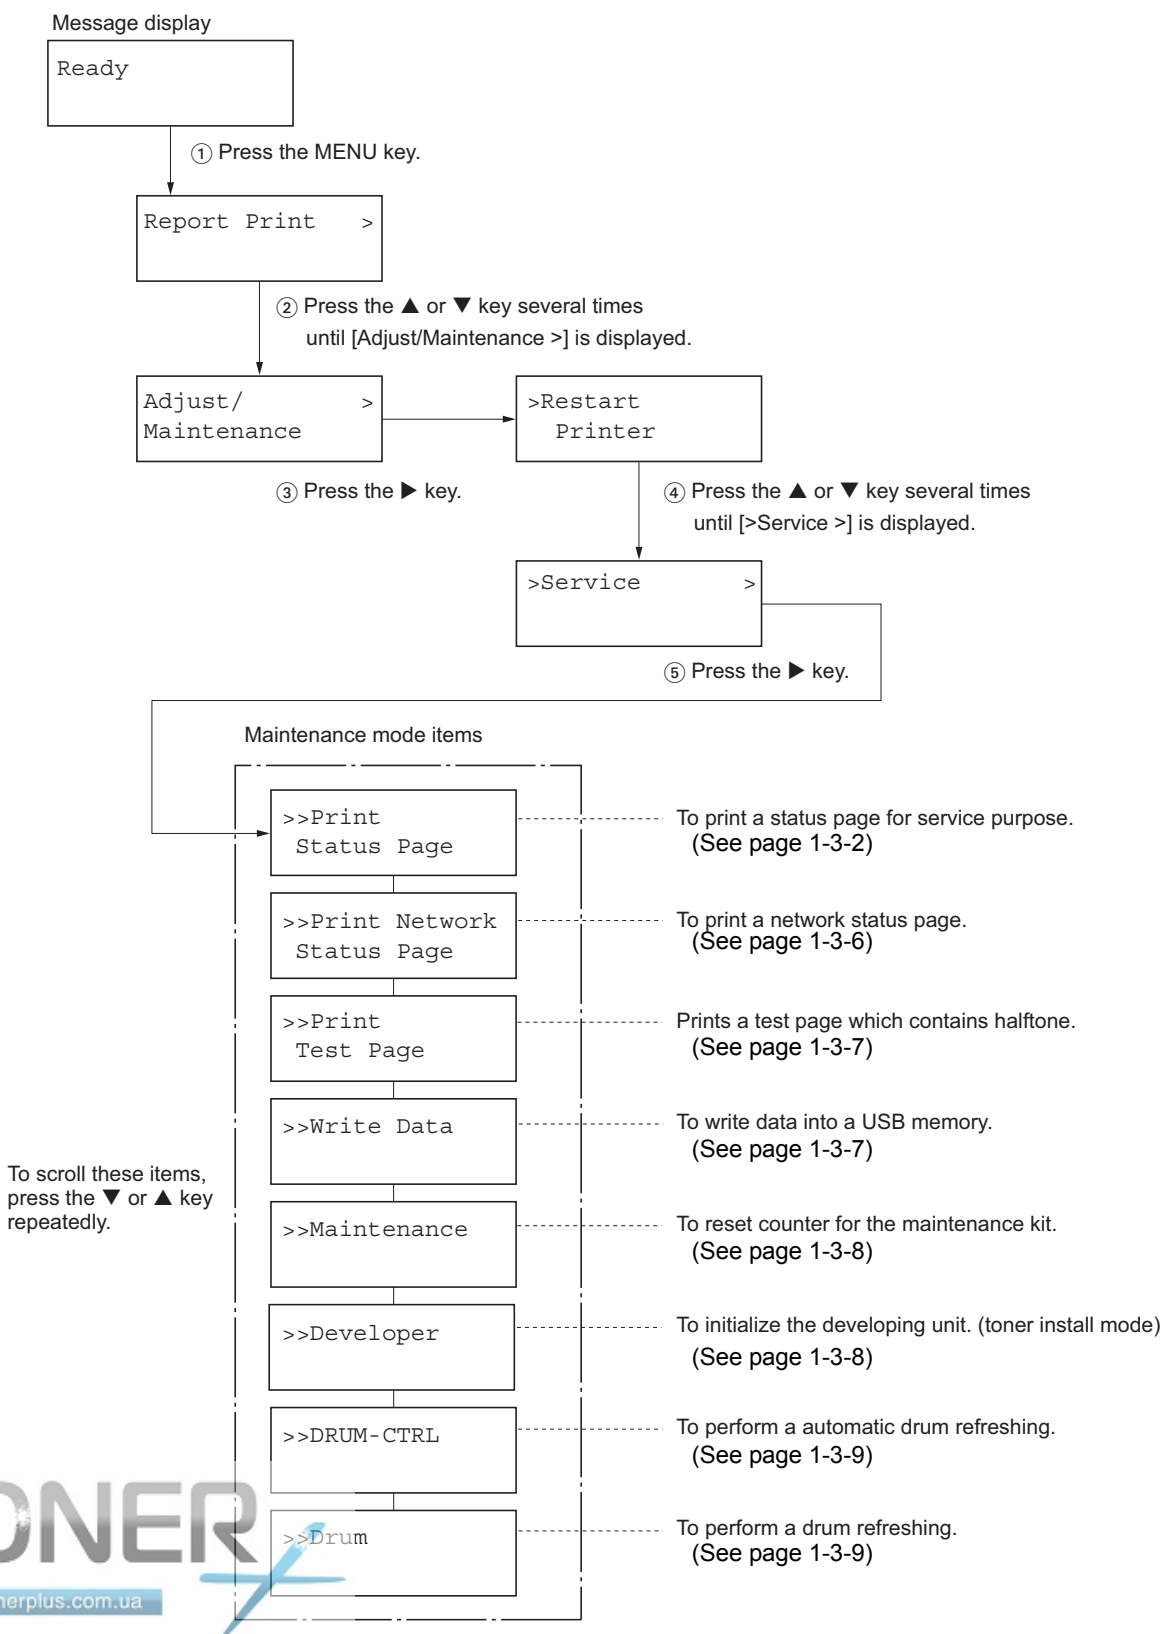 Message display
Ready
① Press the MENU key.
Report Print >
② Press the ▲ or ▼ key several times
until [Adjust/Maintenance >] is displayed.
Adjust/ >
Maintenance
>Restart
Printer
③ Press the ▶ key.
④ Press the ▲ or ▼ key several times
until [>Service >] is displayed.
>Service >
⑤ Press the ▶ key.
Maintenance mode items
>>Print
Status Page
To print a status page for service purpose.
(See page 1-3-2)
>>Print Network
Status Page
To print a network status page.
(See page 1-3-6)
>>Print
Test Page
Prints a test page which contains halftone.
(See page 1-3-7)
>>Write Data
To write data into a USB memory.
(See page 1-3-7)
To scroll these items,
press the ▼ or ▲ key
repeatedly.
>>Maintenance
To reset counter for the maintenance kit.
(See page 1-3-8)
>>Developer
To initialize the developing unit. (toner install mode)
(See page 1-3-8)
>>DRUM-CTRL
To perform a automatic drum refreshing.
(See page 1-3-9)
>>Drum
To perform a drum refreshing.
(See page 1-3-9)
ONER
nerplus.com.ua